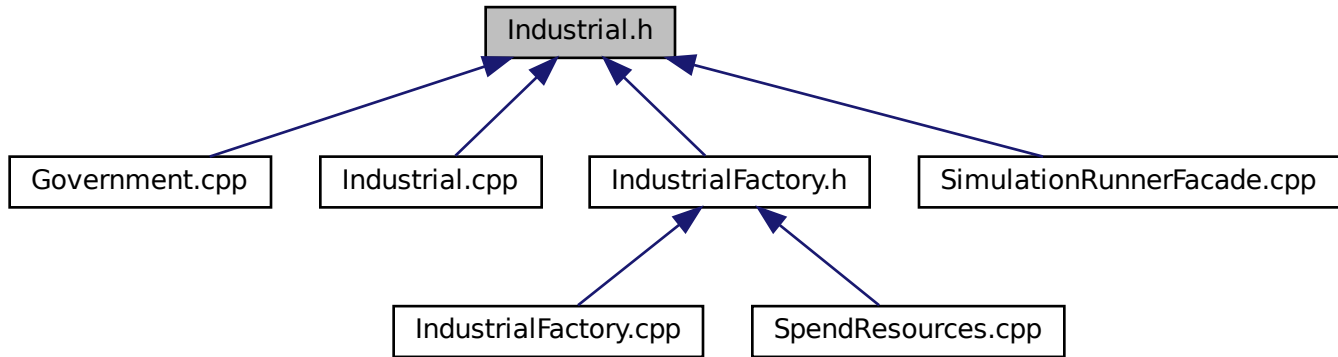 Industrial.h
Government.cpp
Industrial.cpp
IndustrialFactory.h
SimulationRunnerFacade.cpp
IndustrialFactory.cpp
SpendResources.cpp